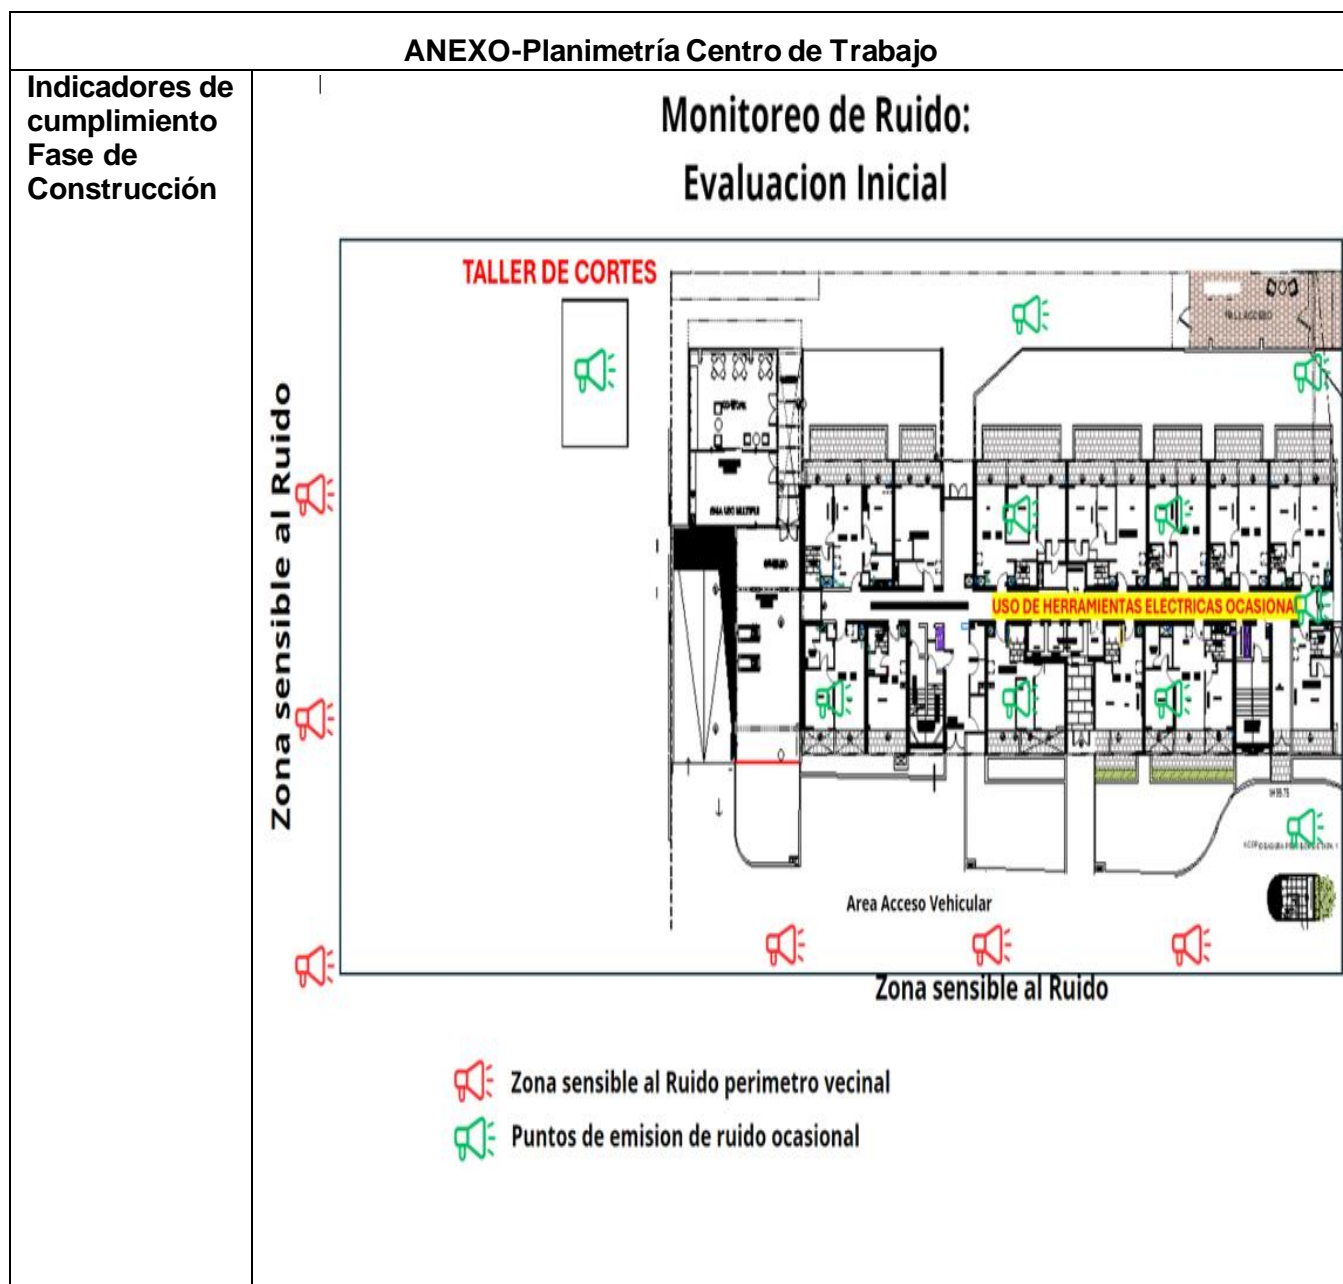 ANEXO-Planimetría Centro de Trabajo
Indicadores de
cumplimiento
Fase de
Construcción
Monitoreo de Ruido:
Evaluacion Inicial
TALLER DE CORTES
Zona sensible al Ruido
USO DE HERRAMIENTAS ELECTRICAS OCASIONA
Area Acceso Vehicular
Zona sensible al Ruido
Zona sensible al Ruido perimetro vecinal
Puntos de emision de ruido ocasional